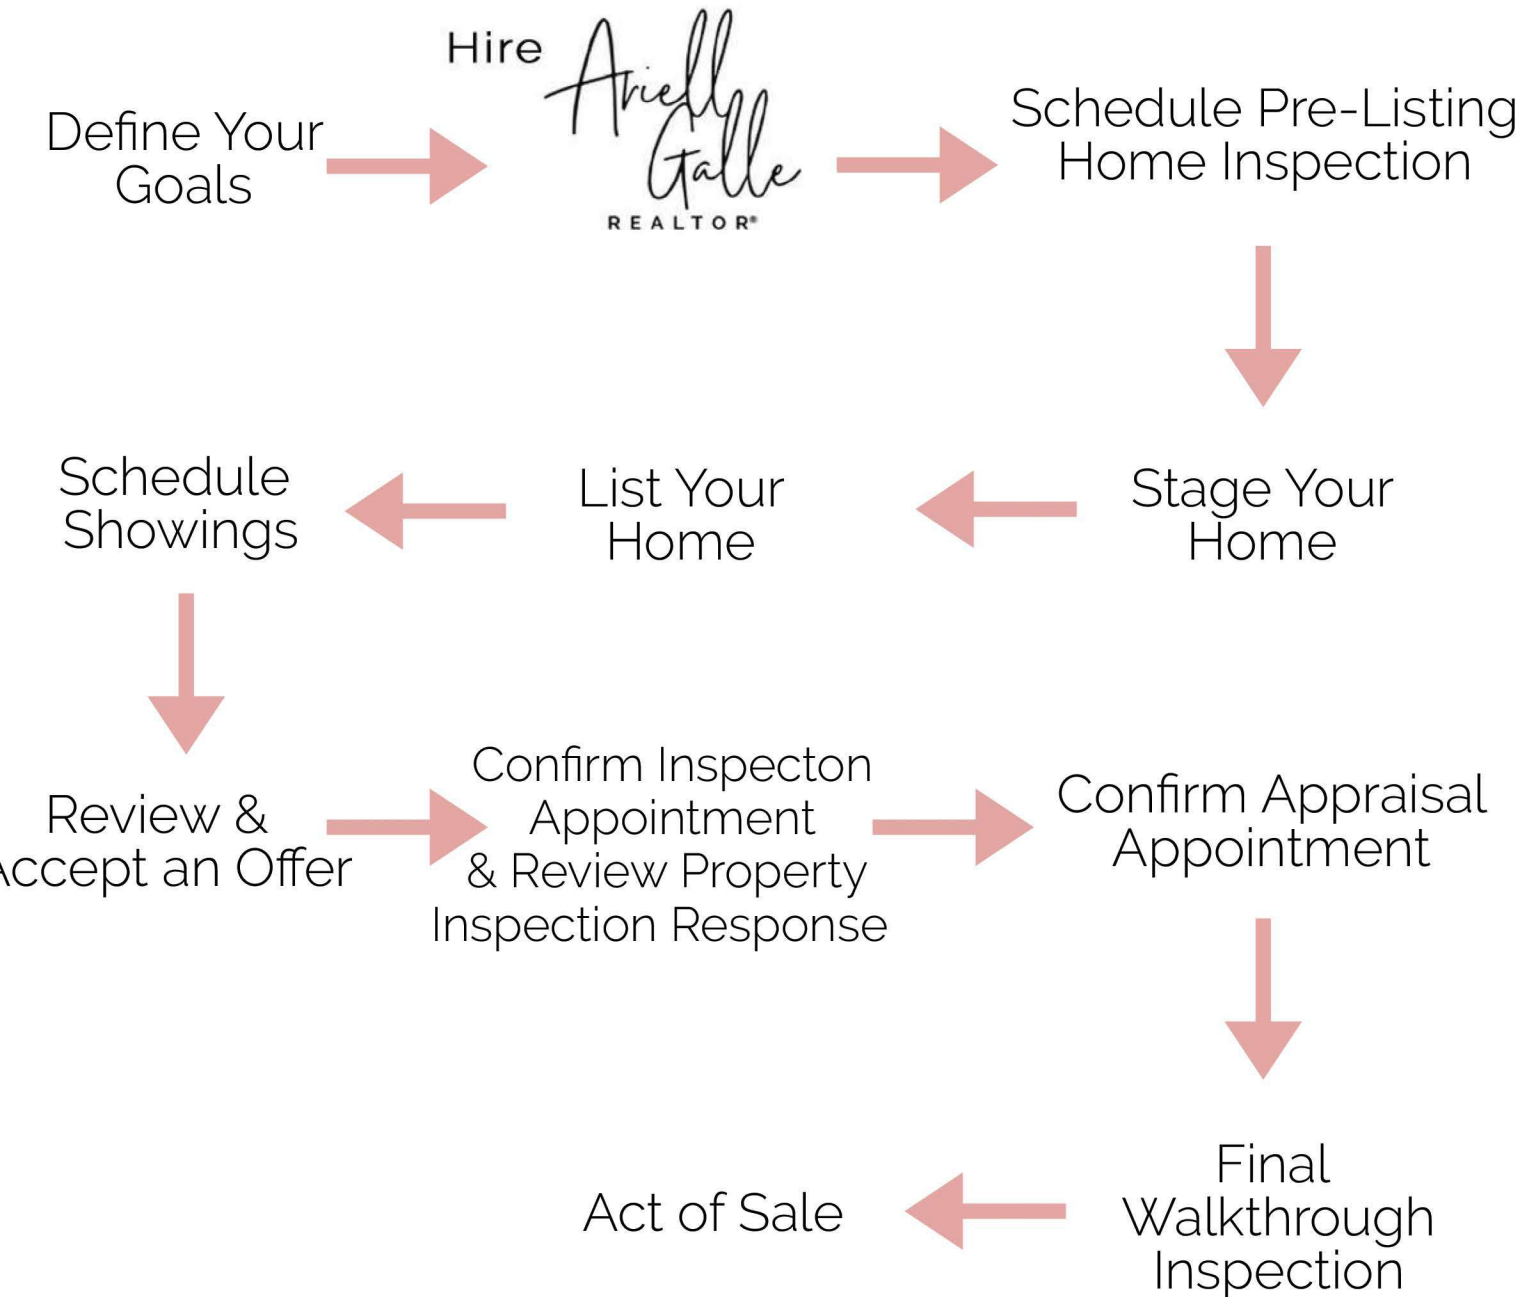 Define Your
Goals
Hire
Ariell
Galle
REALTOR®
Schedule Pre-Listing
Home Inspection
Stage Your
Home
List Your
Home
Schedule
Showings
Review &
Accept an Offer
Confirm Inspecton
Appointment
& Review Property
Inspection Response
Confirm Appraisal
Appointment
Final
Walkthrough
Inspection
Act of Sale